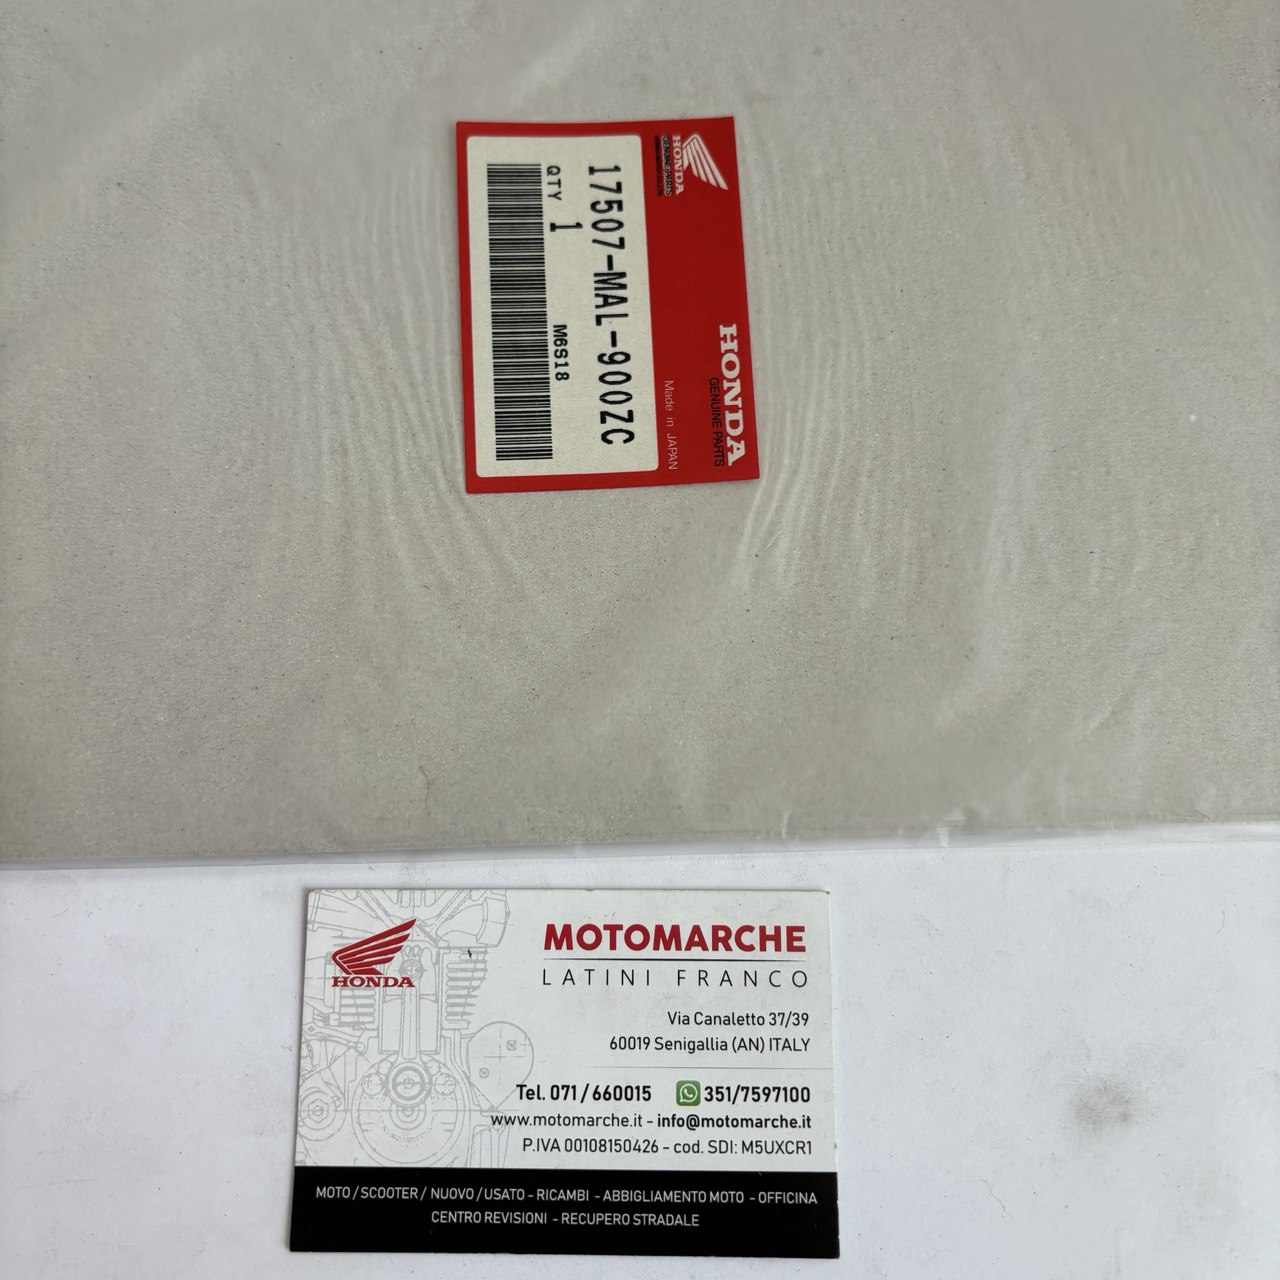 HONDA
GENUINE PARTS
HONDA
GENUINE PARTS
Made in JAPAN
17507-MAL-900ZC
QTY 1
M6S18
HONDA
MOTOMARCHE
LATINI FRANCO
Via Canaletto 37/39
60019 Senigallia (AN) ITALY
Tel. 071/660015 351/7597100
www.motomarche.it - info@motomarche.it
P.IVA 00108150426 - cod. SDI: M5UXCR1
MOTO/SCOOTER/ NUOVO/USATO - RICAMBI - ABBIGLIAMENTO MOTO - OFFICINA
CENTRO REVISIONI - RECUPERO STRADALE